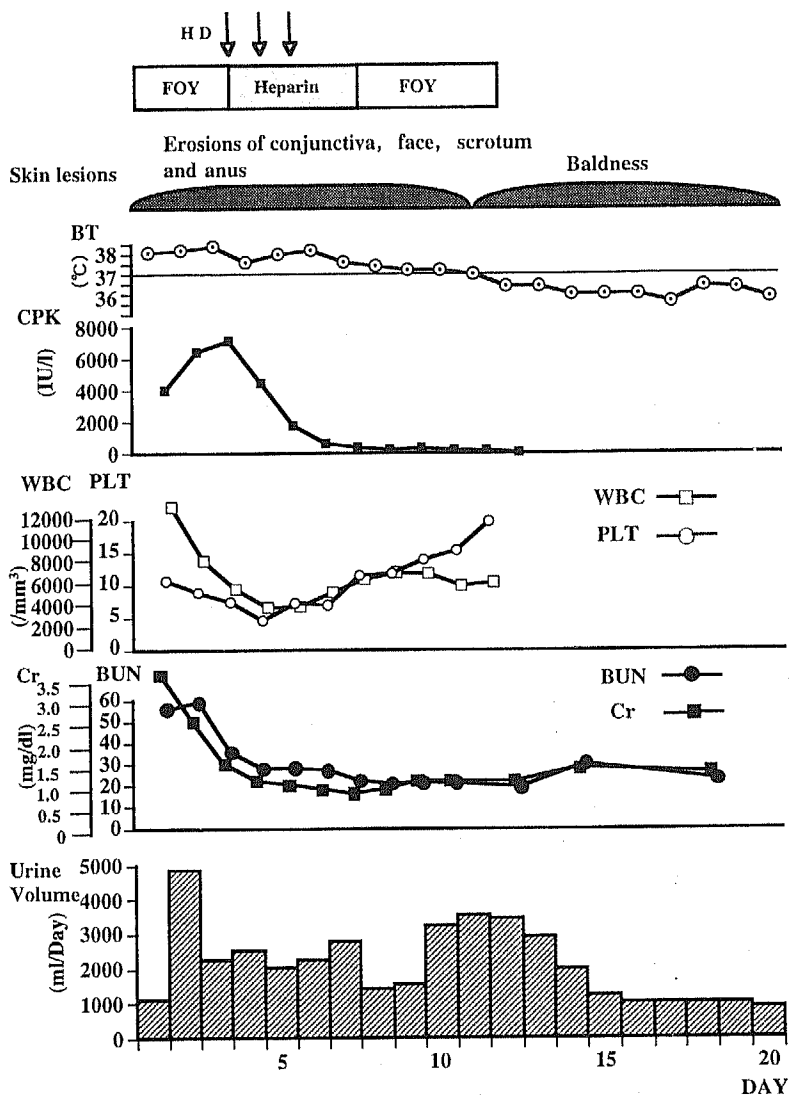 HD
FOY Heparin FOY
Skin lesions
Erosions of conjunctiva, face, scrotum
and anus
Baldness
BT
(℃)
38
37
36
CPK
(IU/l)
8000
6000
4000
2000
0
WBC PLT
(/mm³)
12000 20
10000
8000 15
6000 10
4000
2000 5
0 0
WBC
PLT
Cr BUN
(mg/dl)
3.5
3.0 60
2.5 50
2.0 40
1.5 30
1.0 20
0.5 10
0 0
BUN
Cr
Urine
Volume
(ml/Day)
5000
4000
3000
2000
1000
0
5 10 15 20
DAY